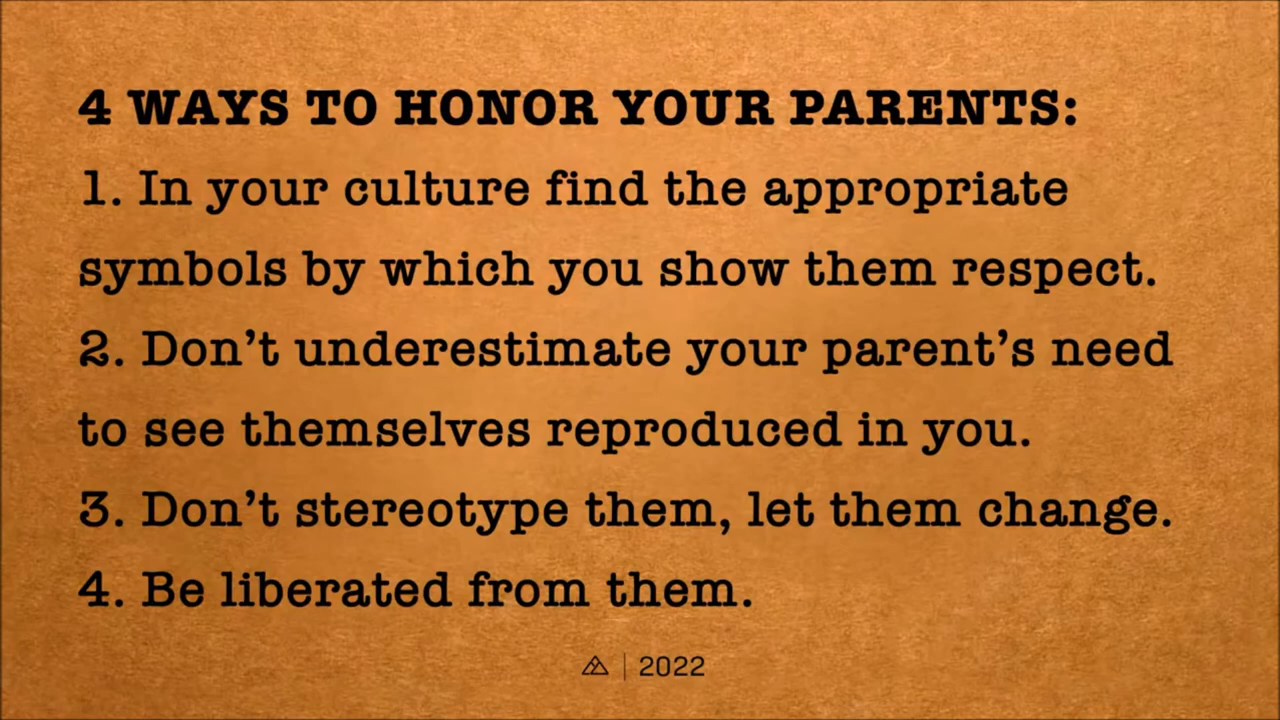 4 WAYS TO HONOR YOUR PARENTS:
1. In your culture find the appropriate
symbols by which you show them respect.
2. Don’t underestimate your parent’s need
to see themselves reproduced in you.
3. Don’t stereotype them, let them change.
4. Be liberated from them.
| 2022